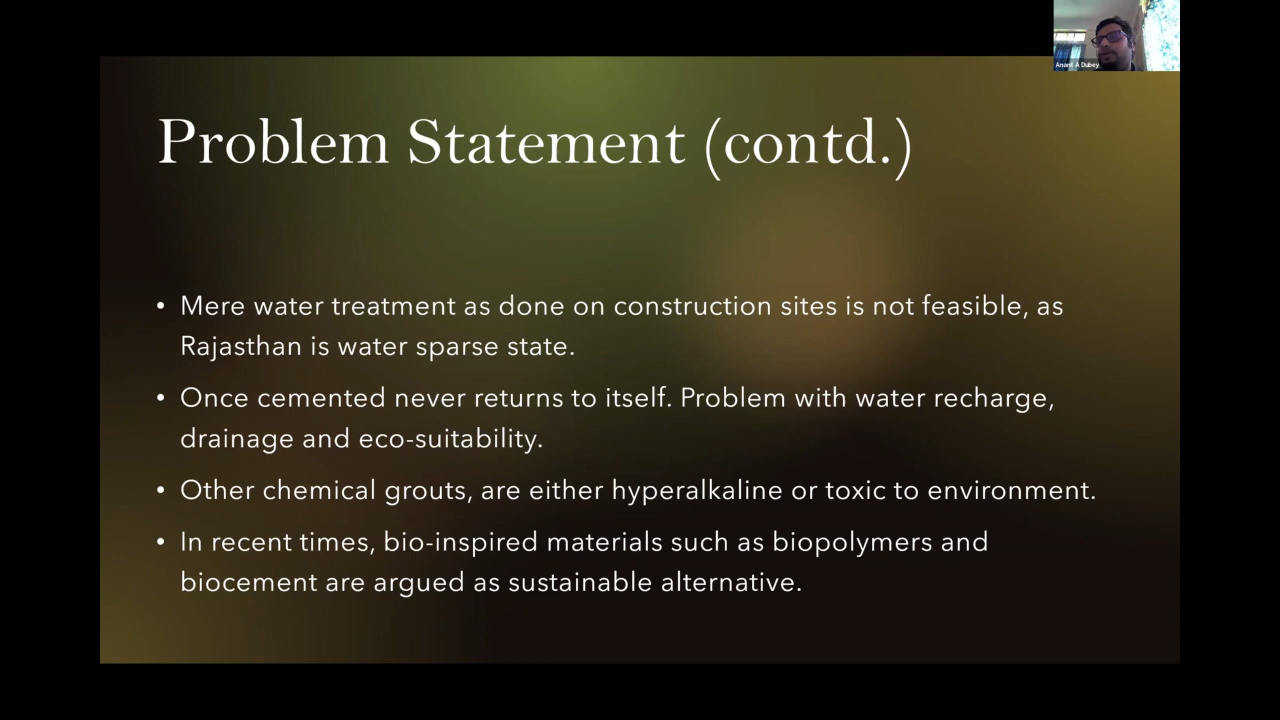 Anant A Dubey
Problem Statement (contd.)
• Mere water treatment as done on construction sites is not feasible, as
Rajasthan is water sparse state.
• Once cemented never returns to itself. Problem with water recharge,
drainage and eco-suitability.
• Other chemical grouts, are either hyperalkaline or toxic to environment.
• In recent times, bio-inspired materials such as biopolymers and
biocement are argued as sustainable alternative.